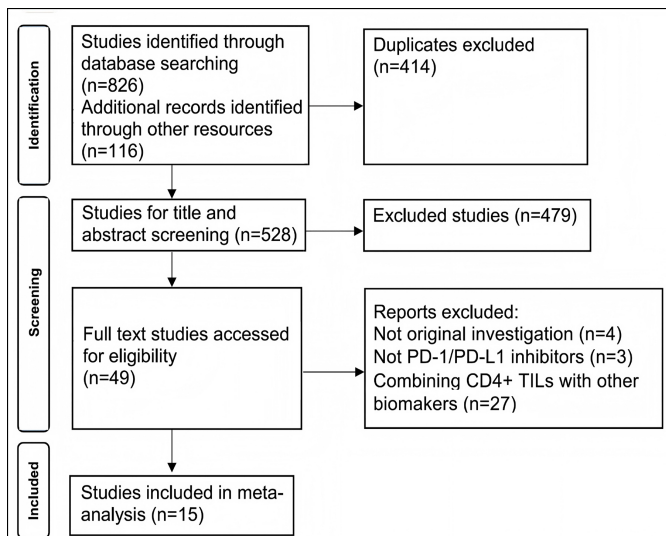 Identification
Studies identified through
database searching
(n=826)
Additional records identified
through other resources
(n=116)
Duplicates excluded
(n=414)
Screening
Studies for title and
abstract screening (n=528)
Excluded studies (n=479)
Full text studies accessed
for eligibility
(n=49)
Reports excluded:
Not original investigation (n=4)
Not PD-1/PD-L1 inhibitors (n=3)
Combining CD4+ TILs with other
biomakers (n=27)
Included
Studies included in meta-
analysis (n=15)